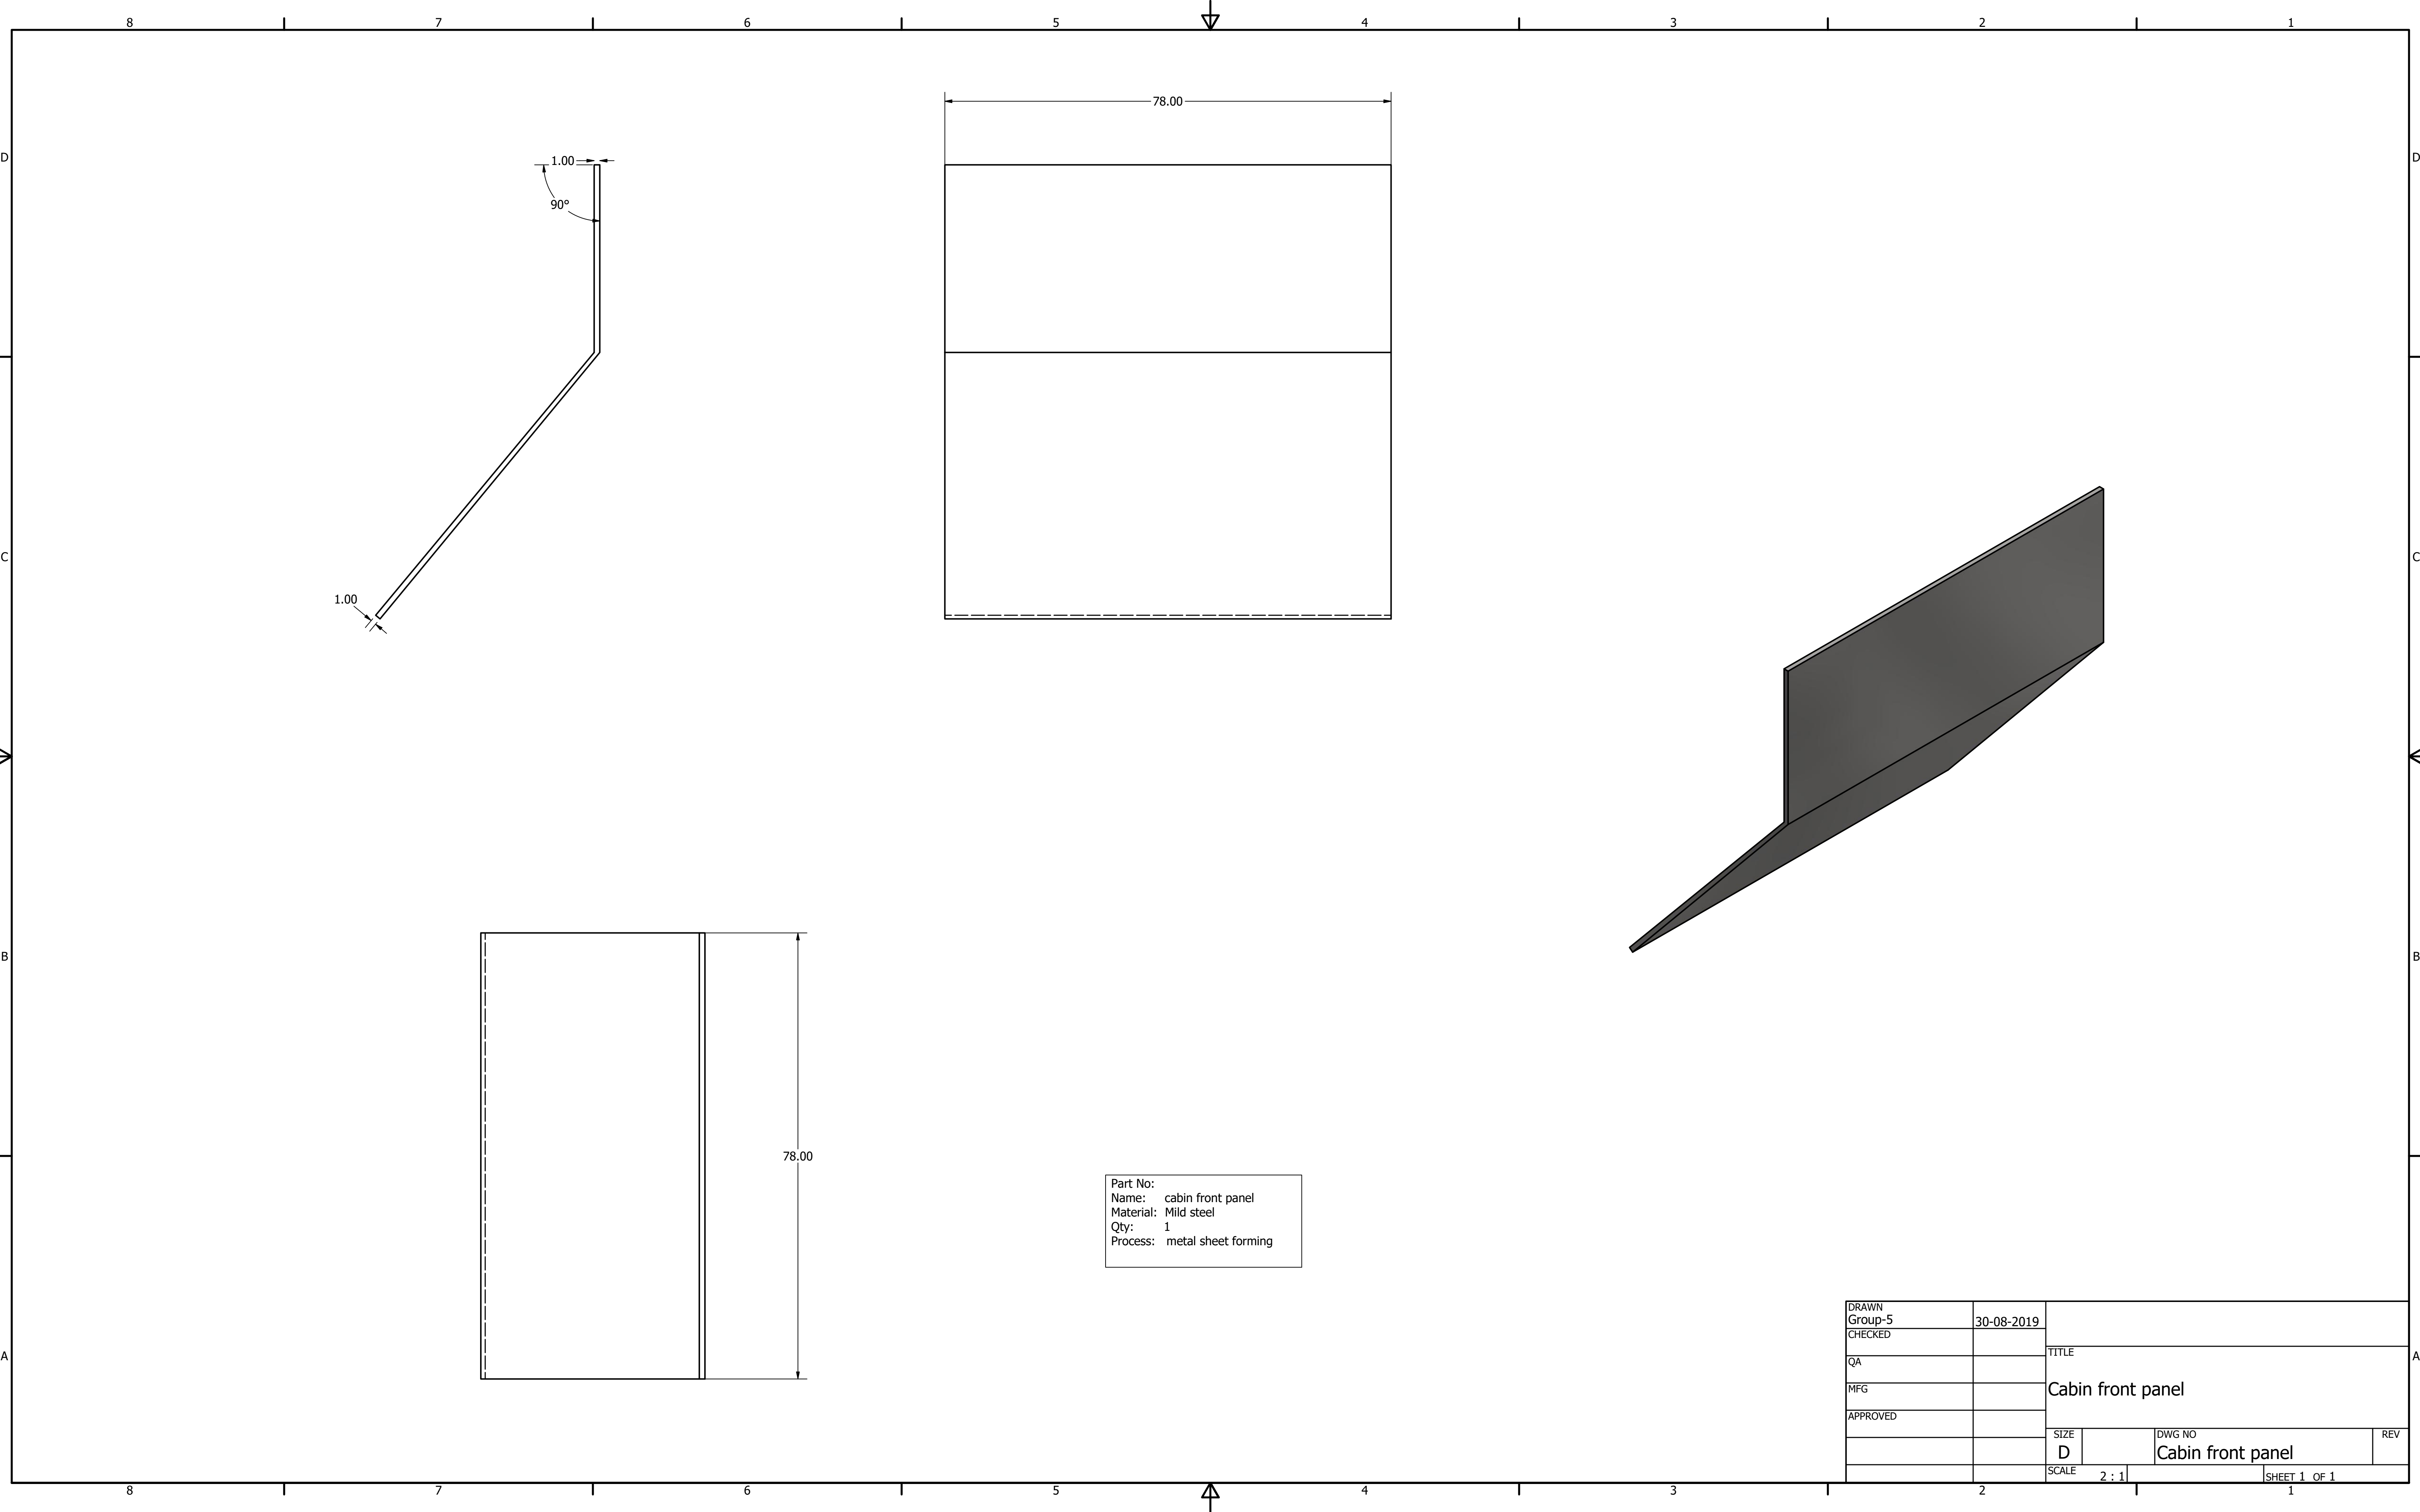 8 7 6 5 4 3 2 1
78.00
D 1.00 D
90°
C C
1.00
B B
78.00
Part No:
Name: cabin front panel
Material: Mild steel
Qty: 1
Process: metal sheet forming
A A
DRAWN
Group-5 30-08-2019
CHECKED
QA
MFG
APPROVED
TITLE
Cabin front panel
SIZE DWG NO REV
D Cabin front panel
SCALE 2 : 1 SHEET 1 OF 1
8 7 6 5 4 3 2 1